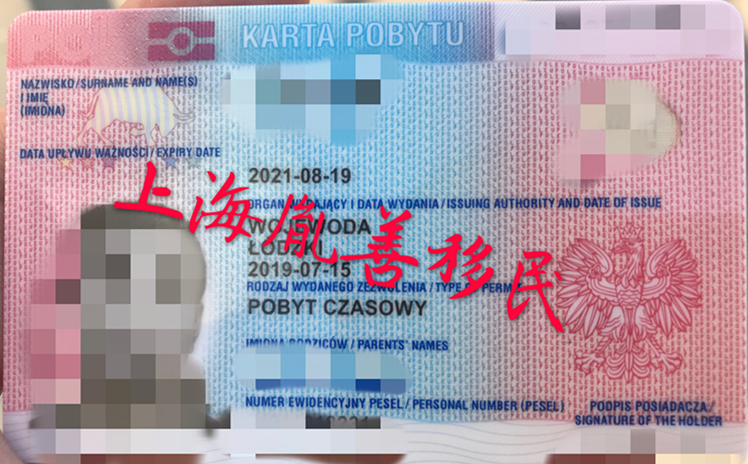 KARTA POBYTU
NAZWISKO / SURNAME AND NAME(S)
I IMIĘ
(IMIONA)
DATA UPŁYWU WAŻNOŚCI / EXPIRY DATE
2021-08-19
ORGAN WYDAJĄCY I DATA WYDANIA / ISSUING AUTHORITY AND DATE OF ISSUE
WOJEWODA
ŁÓDZKI
2019-07-15
RODZAJ WYDANEGO ZEZWOLENIA / TYPE OF PERMIT
POBYT CZASOWY
上海胤善移民
IMIONA RODZICÓW / PARENTS' NAMES
NUMER EWIDENCYJNY PESEL / PERSONAL NUMBER (PESEL)
PODPIS POSIADACZA /
SIGNATURE OF THE HOLDER